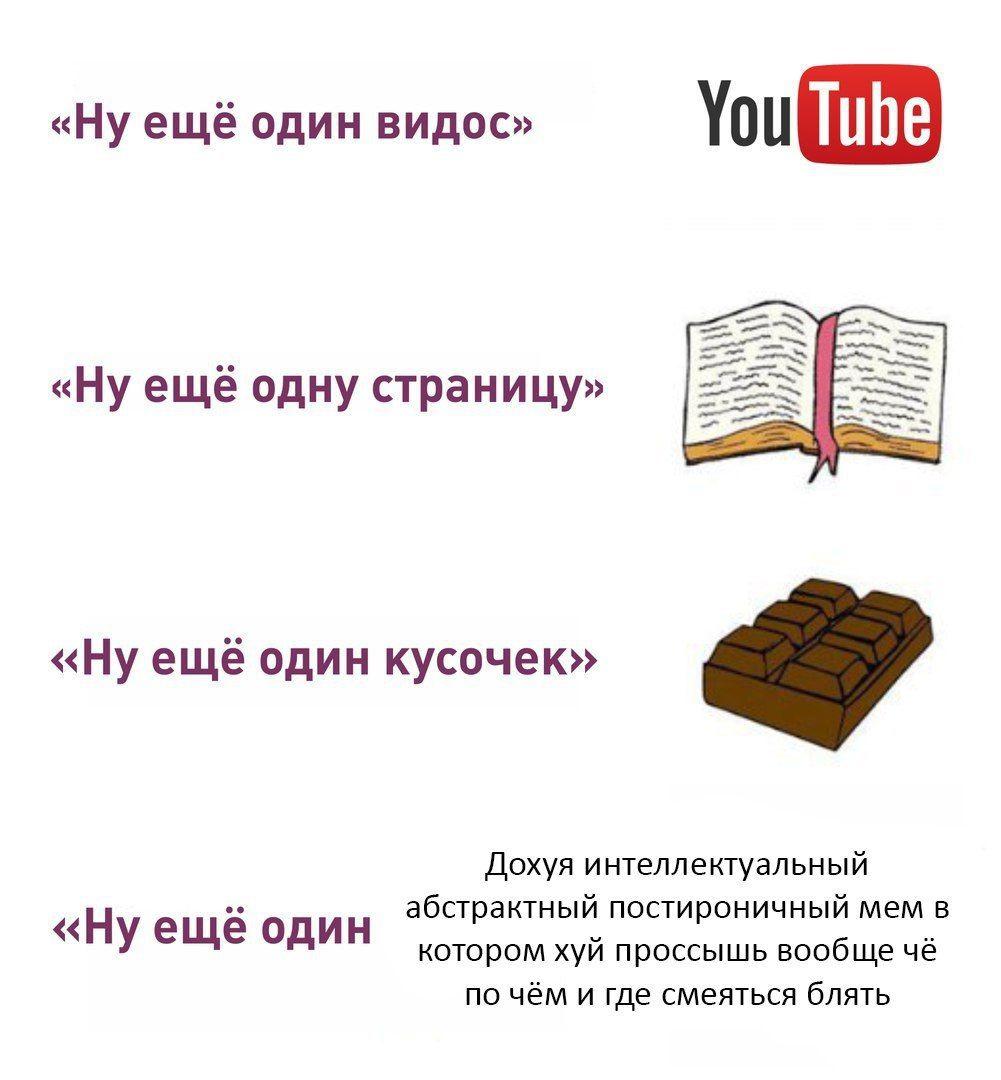 «Ну ещё один видос»
YouTube
«Ну ещё одну страницу»
«Ну ещё один кусочек»
«Ну ещё один
Дохуя интеллектуальный
абстрактный постироничный мем в
котором хуй проссышь вообще чё
по чём и где смеяться блять